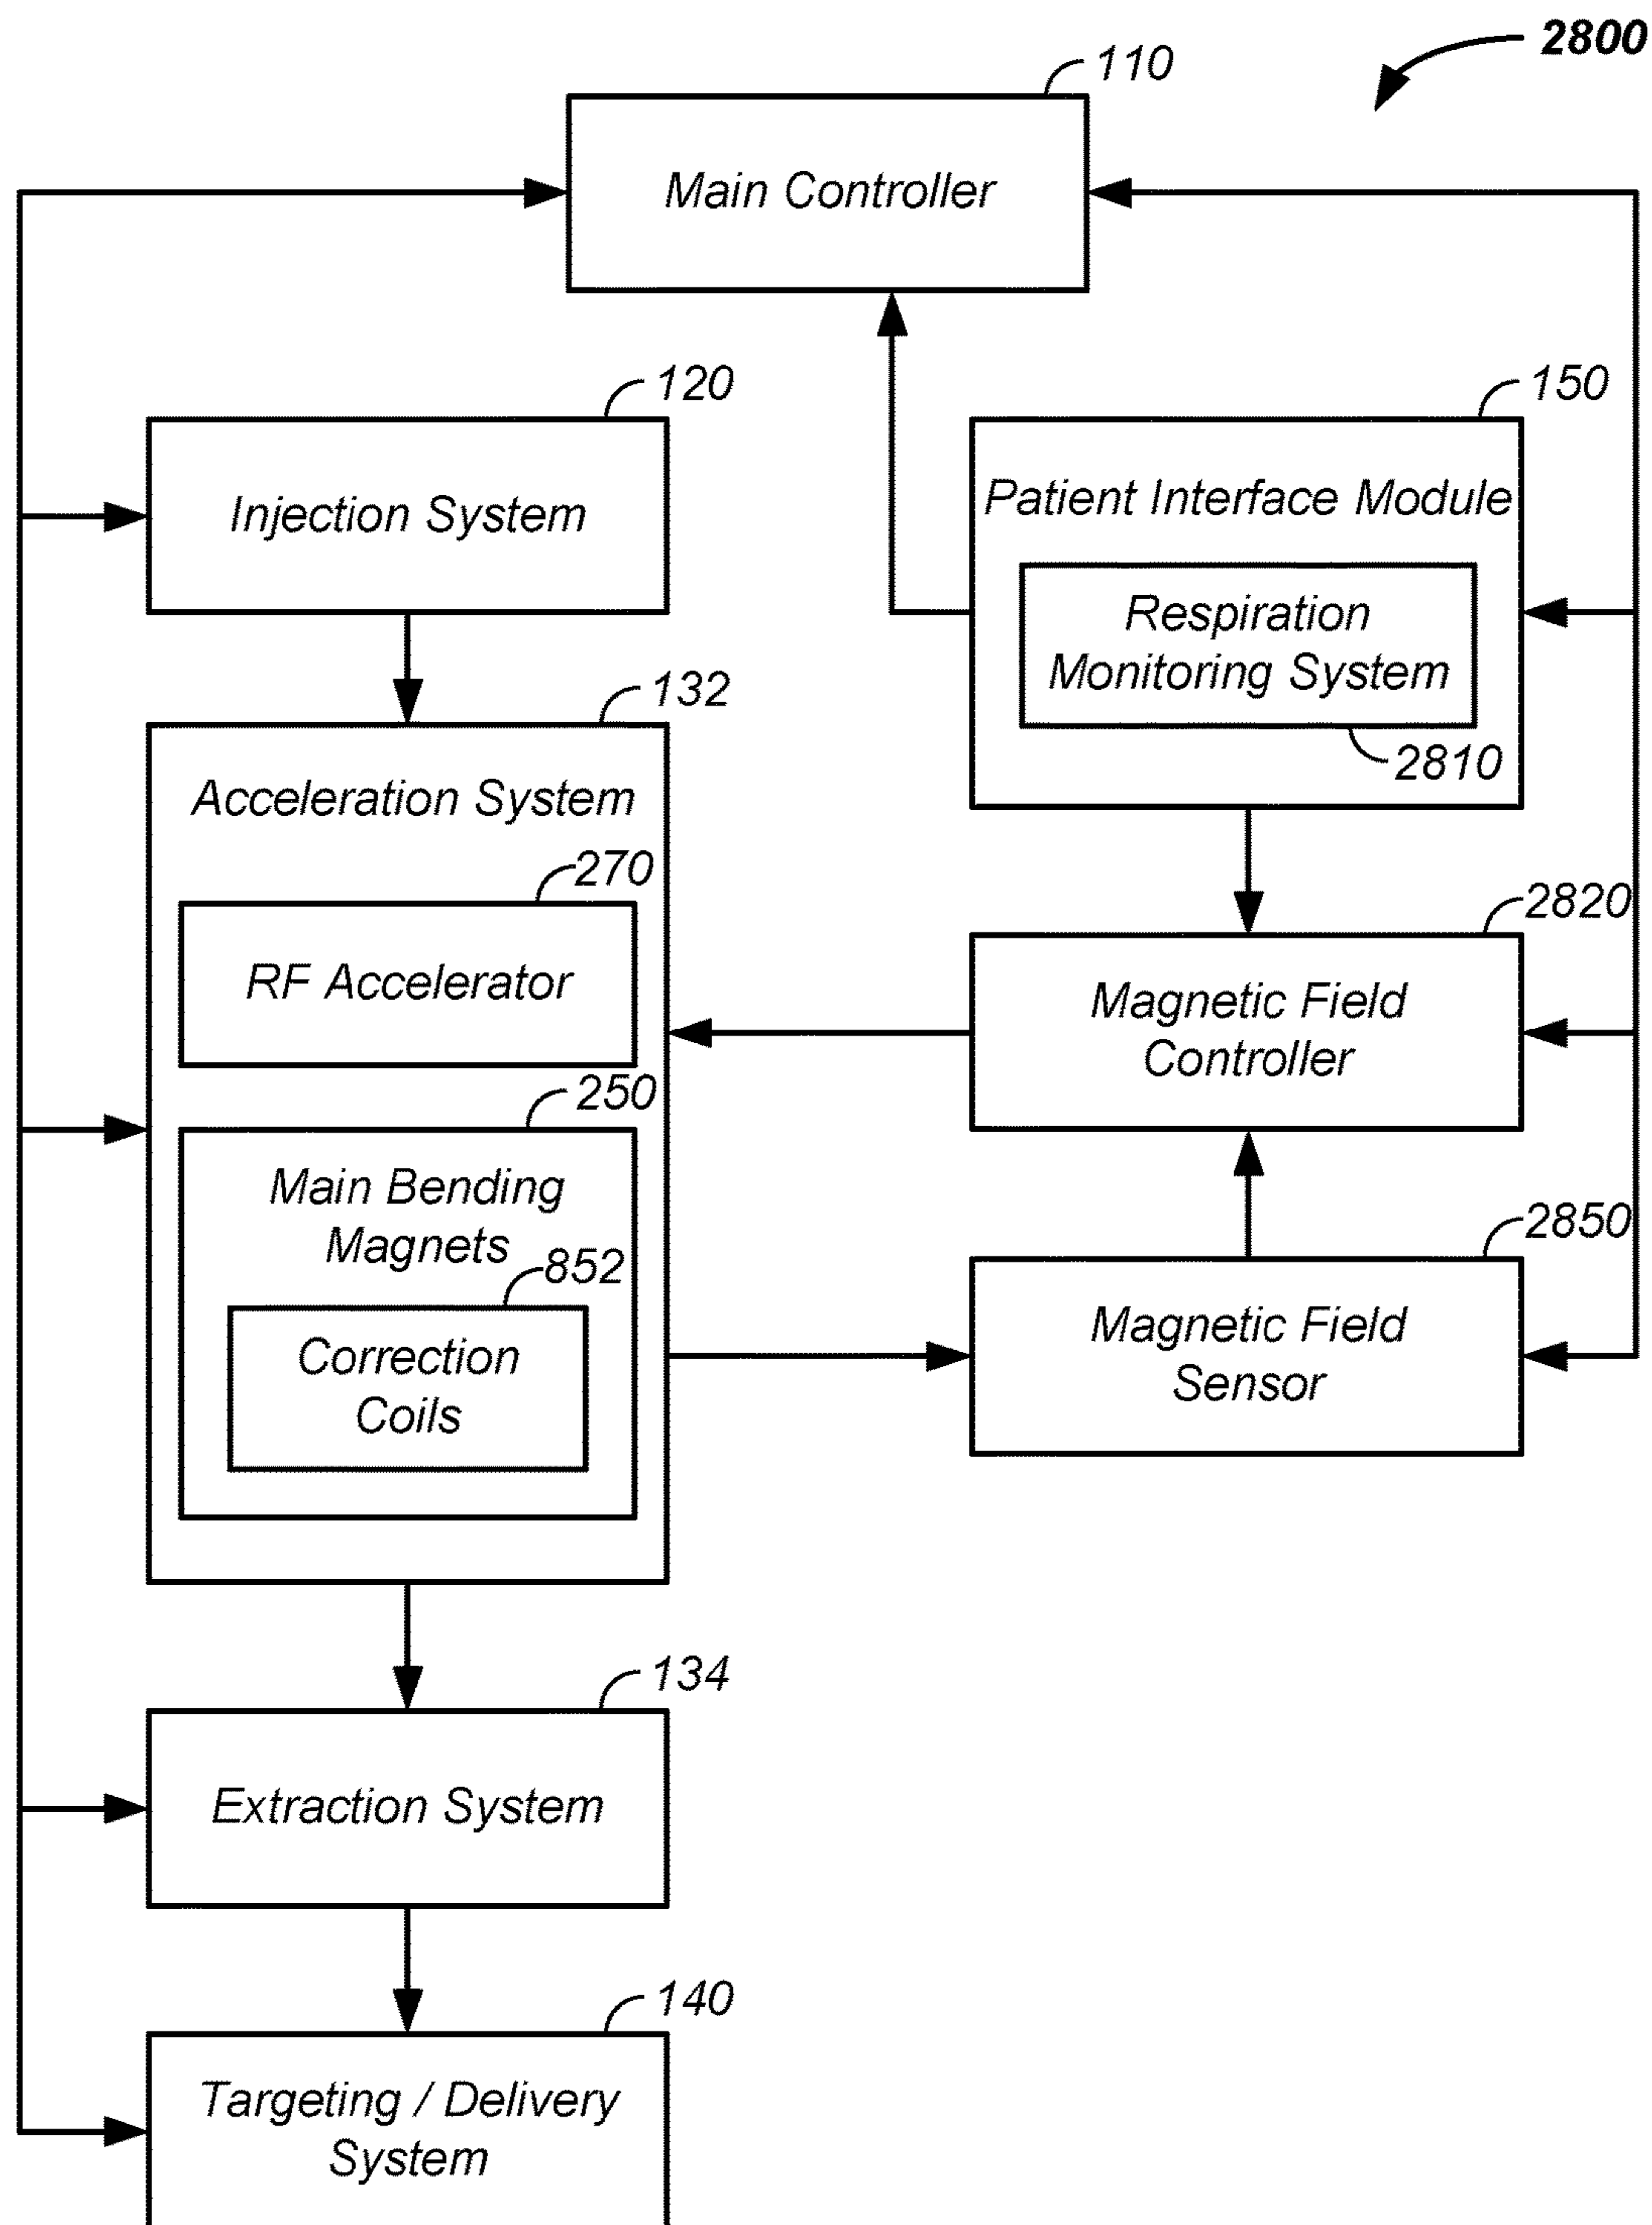 2800
110
Main Controller
120
Injection System
150
Patient Interface Module
Respiration
Monitoring System
2810
132
Acceleration System
270
RF Accelerator
250
Main Bending
Magnets
852
Correction
Coils
2820
Magnetic Field
Controller
2850
Magnetic Field
Sensor
134
Extraction System
140
Targeting / Delivery
System